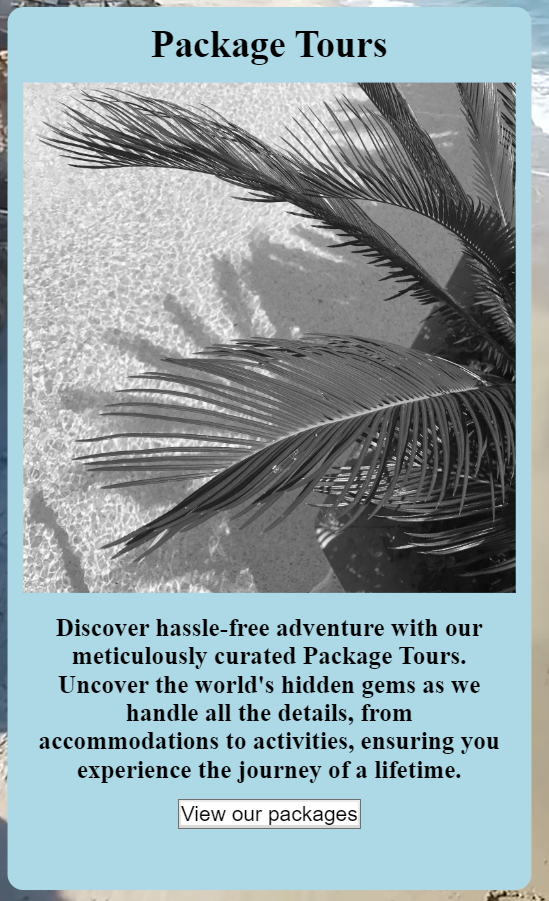 Package Tours
Discover hassle-free adventure with our
meticulously curated Package Tours.
Uncover the world's hidden gems as we
handle all the details, from
accommodations to activities, ensuring you
experience the journey of a lifetime.
View our packages